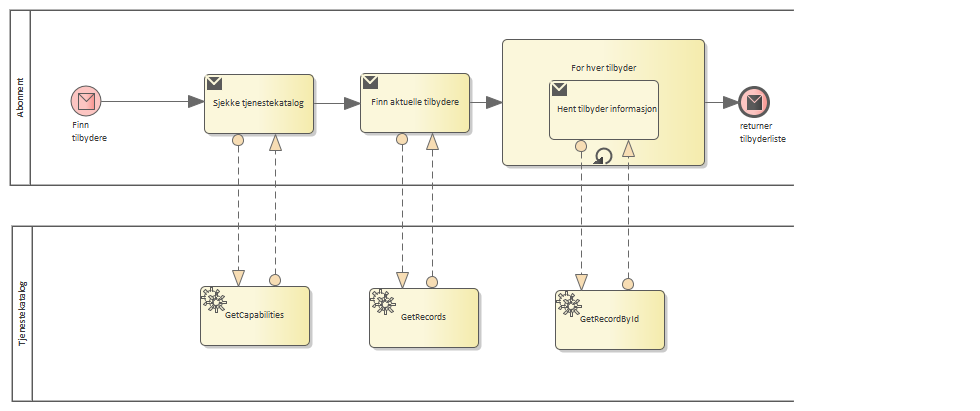 Abonnent
Finn
tilbydere
Sjekke tjenestekatalog
Finn aktuelle tilbydere
For hver tilbyder
Hent tilbyder informasjon
returner
tilbyderliste
Tjenestekatalog
GetCapabilities
GetRecords
GetRecordById